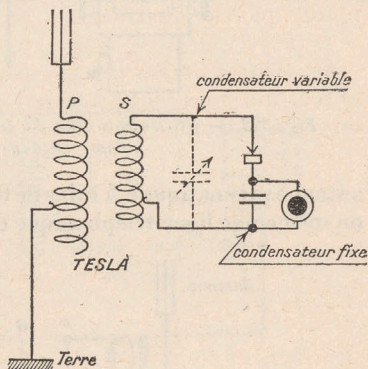 condensateur variable
P S
TESLA
condensateur fixe
Terre